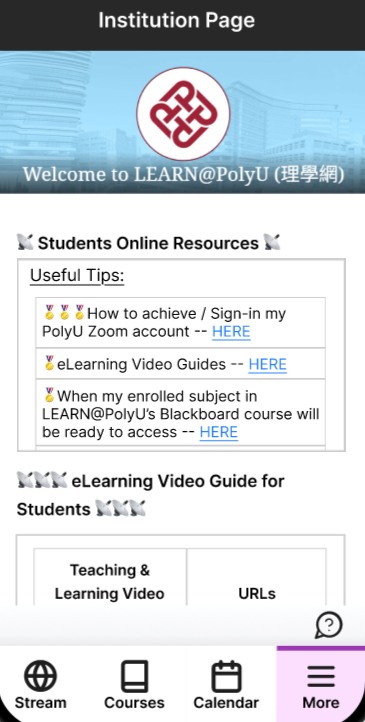 Institution Page
Welcome to LEARN@PolyU (理學網)
Students Online Resources
Useful Tips:
How to achieve / Sign-in my
PolyU Zoom account -- HERE
eLearning Video Guides -- HERE
When my enrolled subject in
LEARN@PolyU's Blackboard course will
be ready to access -- HERE
eLearning Video Guide for
Students
Teaching &
Learning Video
URLs
Stream
Courses
Calendar
More